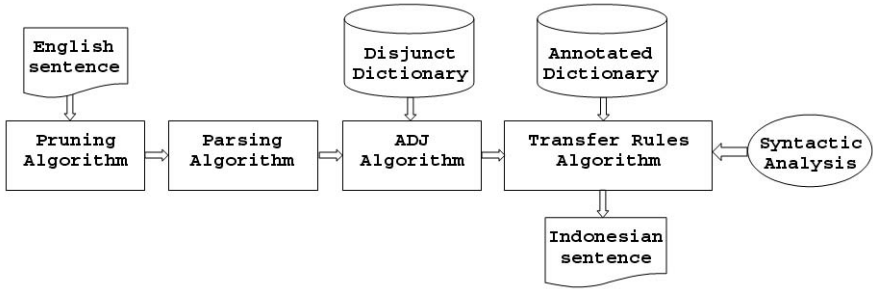 English
sentence
Disjunct
Dictionary
Annotated
Dictionary
Pruning
Algorithm
Parsing
Algorithm
ADJ
Algorithm
Transfer Rules
Algorithm
Syntactic
Analysis
Indonesian
sentence